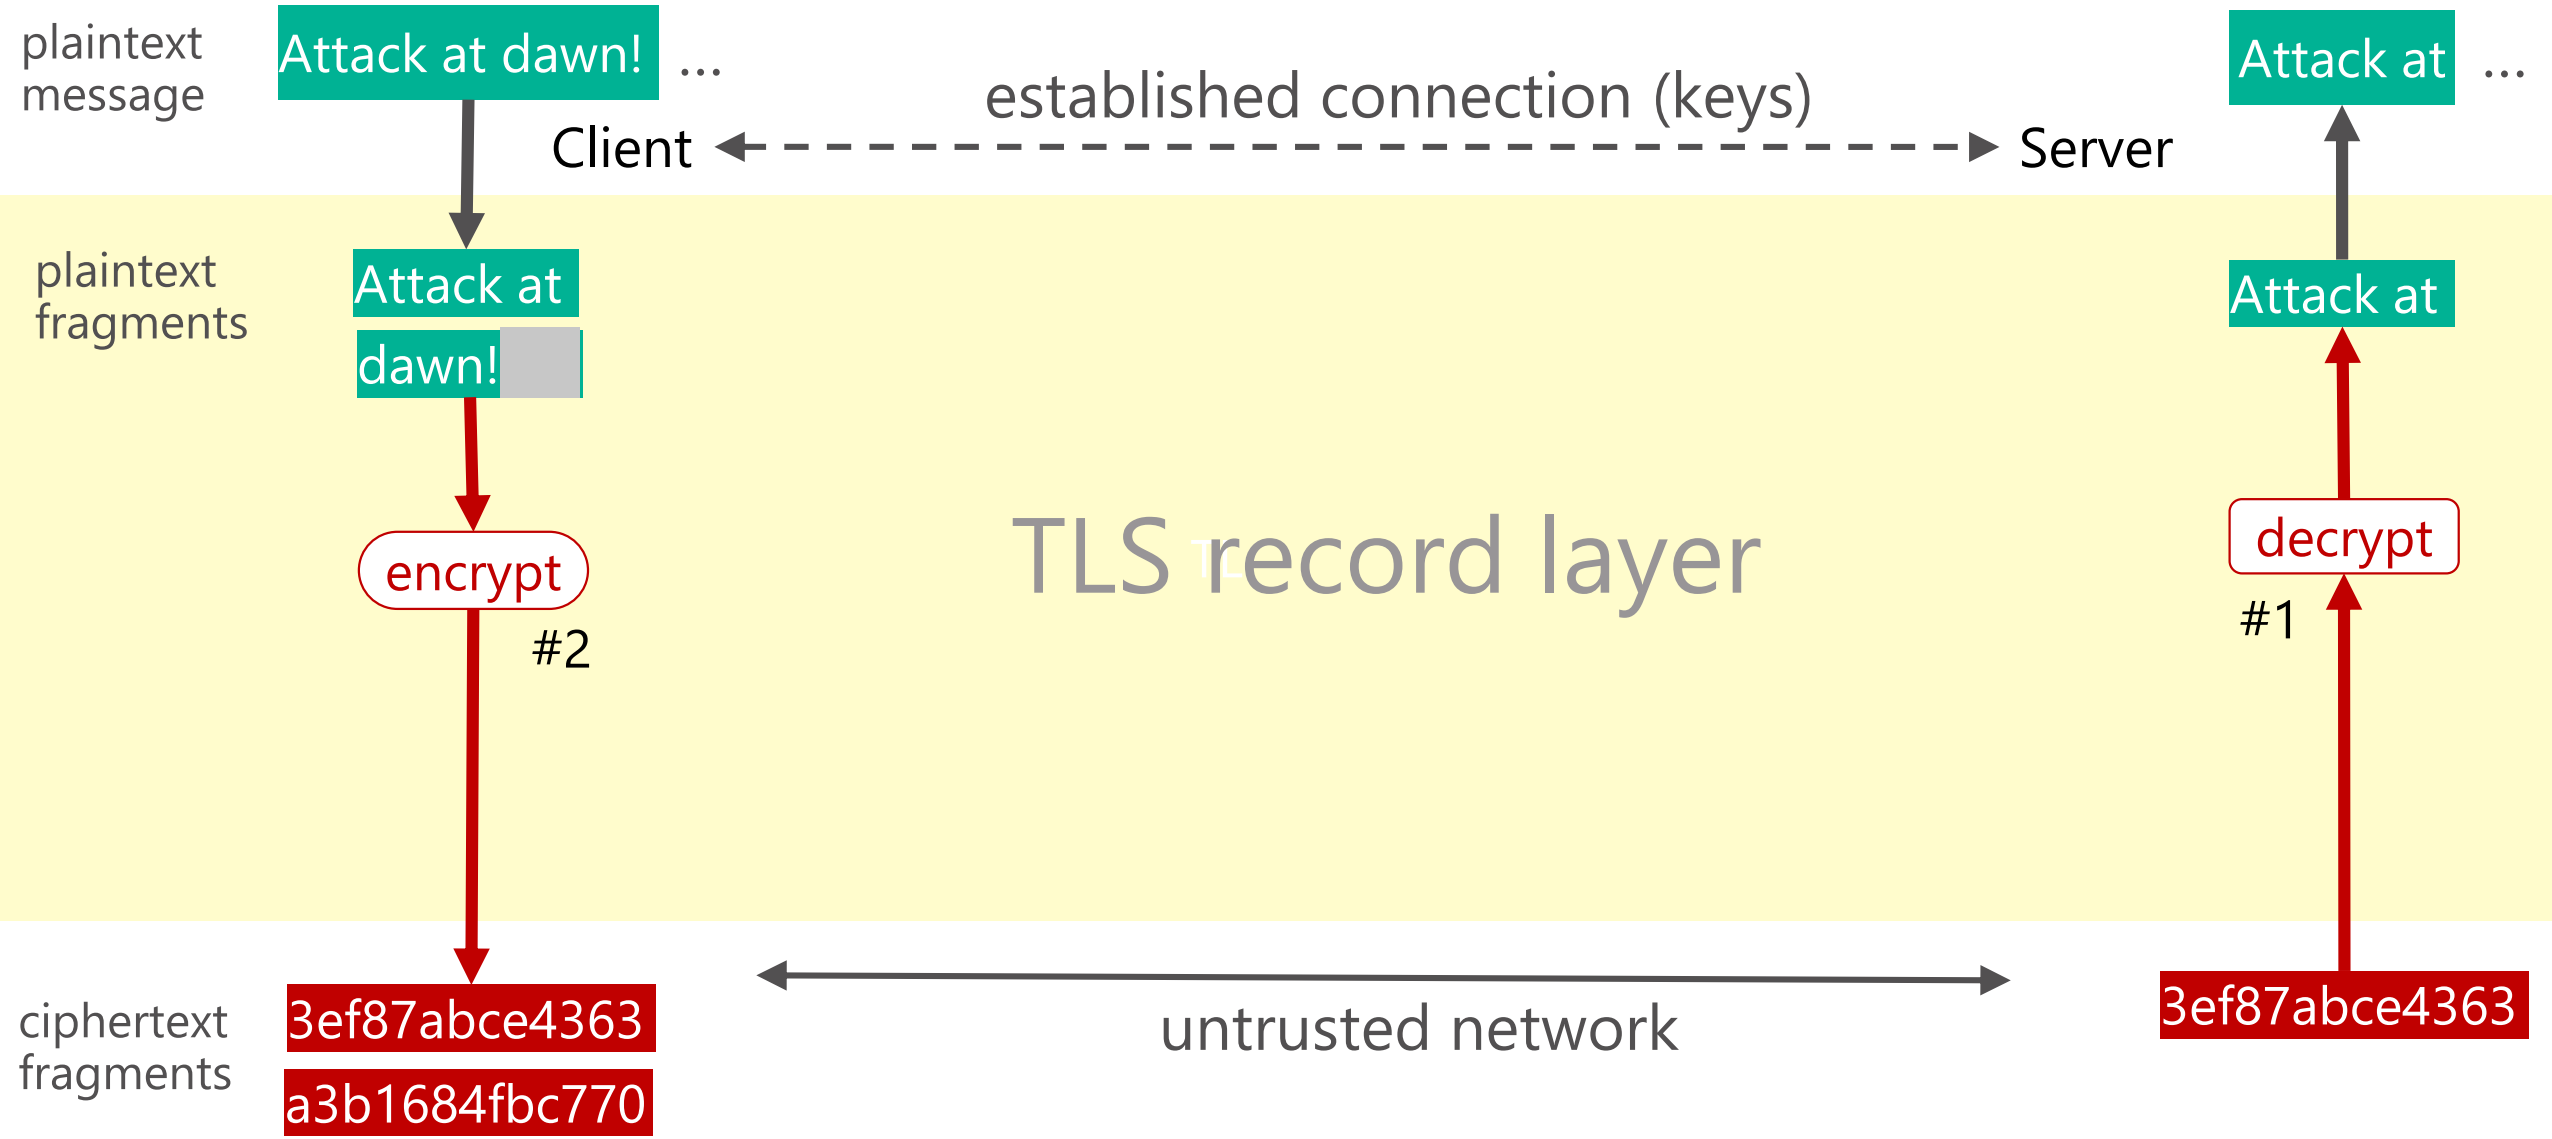 plaintext
message
Attack at dawn! ...
established connection (keys)
Client
Server
Attack at ...
plaintext
fragments
Attack at
dawn!
Attack at
encrypt
#2
TLS record layer
TL
decrypt
#1
ciphertext
fragments
3ef87abce4363
a3b1684fbc770
untrusted network
3ef87abce4363